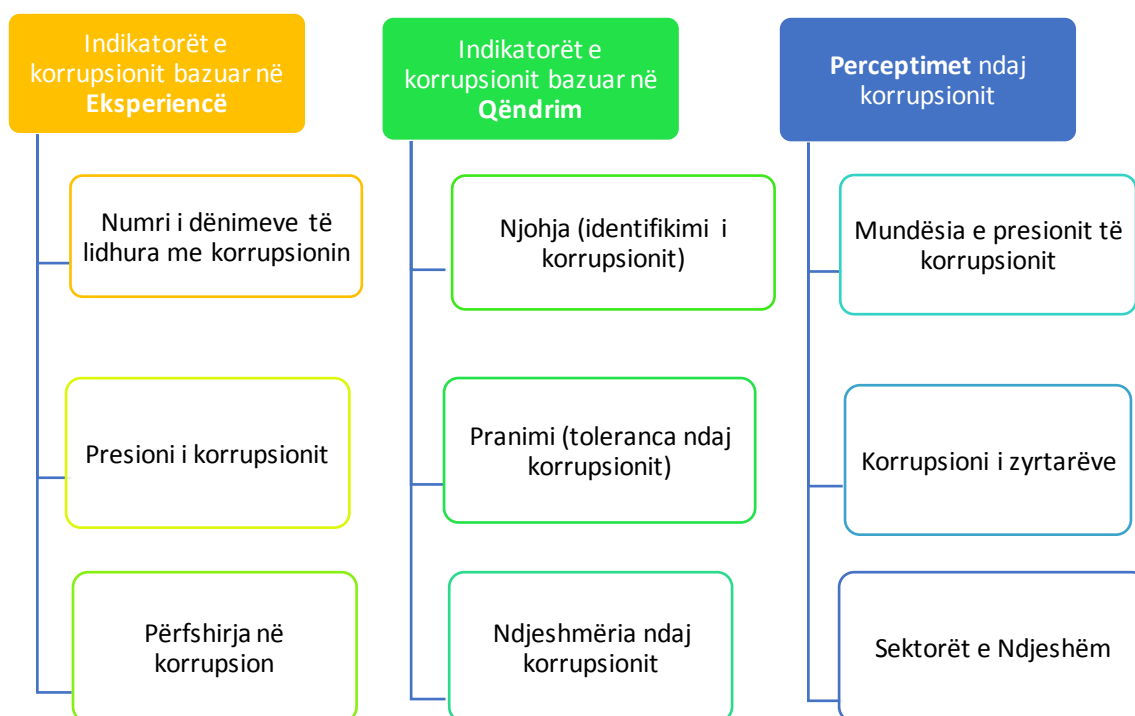 Indikatorët e
korrupsionit bazuar në
Eksperiencë
Numri i dënimeve të
lidhura me korrupsionin
Presioni i korrupsionit
Përfshirja në
korrupsion
Indikatorët e
korrupsionit bazuar në
Qëndrim
Njohja (identifikimi i
korrupsionit)
Pranimi (toleranca ndaj
korrupsionit)
Ndjeshmëria ndaj
korrupsionit
Perceptimet ndaj
korrupsionit
Mundësia e presionit të
korrupsionit
Korrupsioni i zyrtarëve
Sektorët e Ndjeshëm